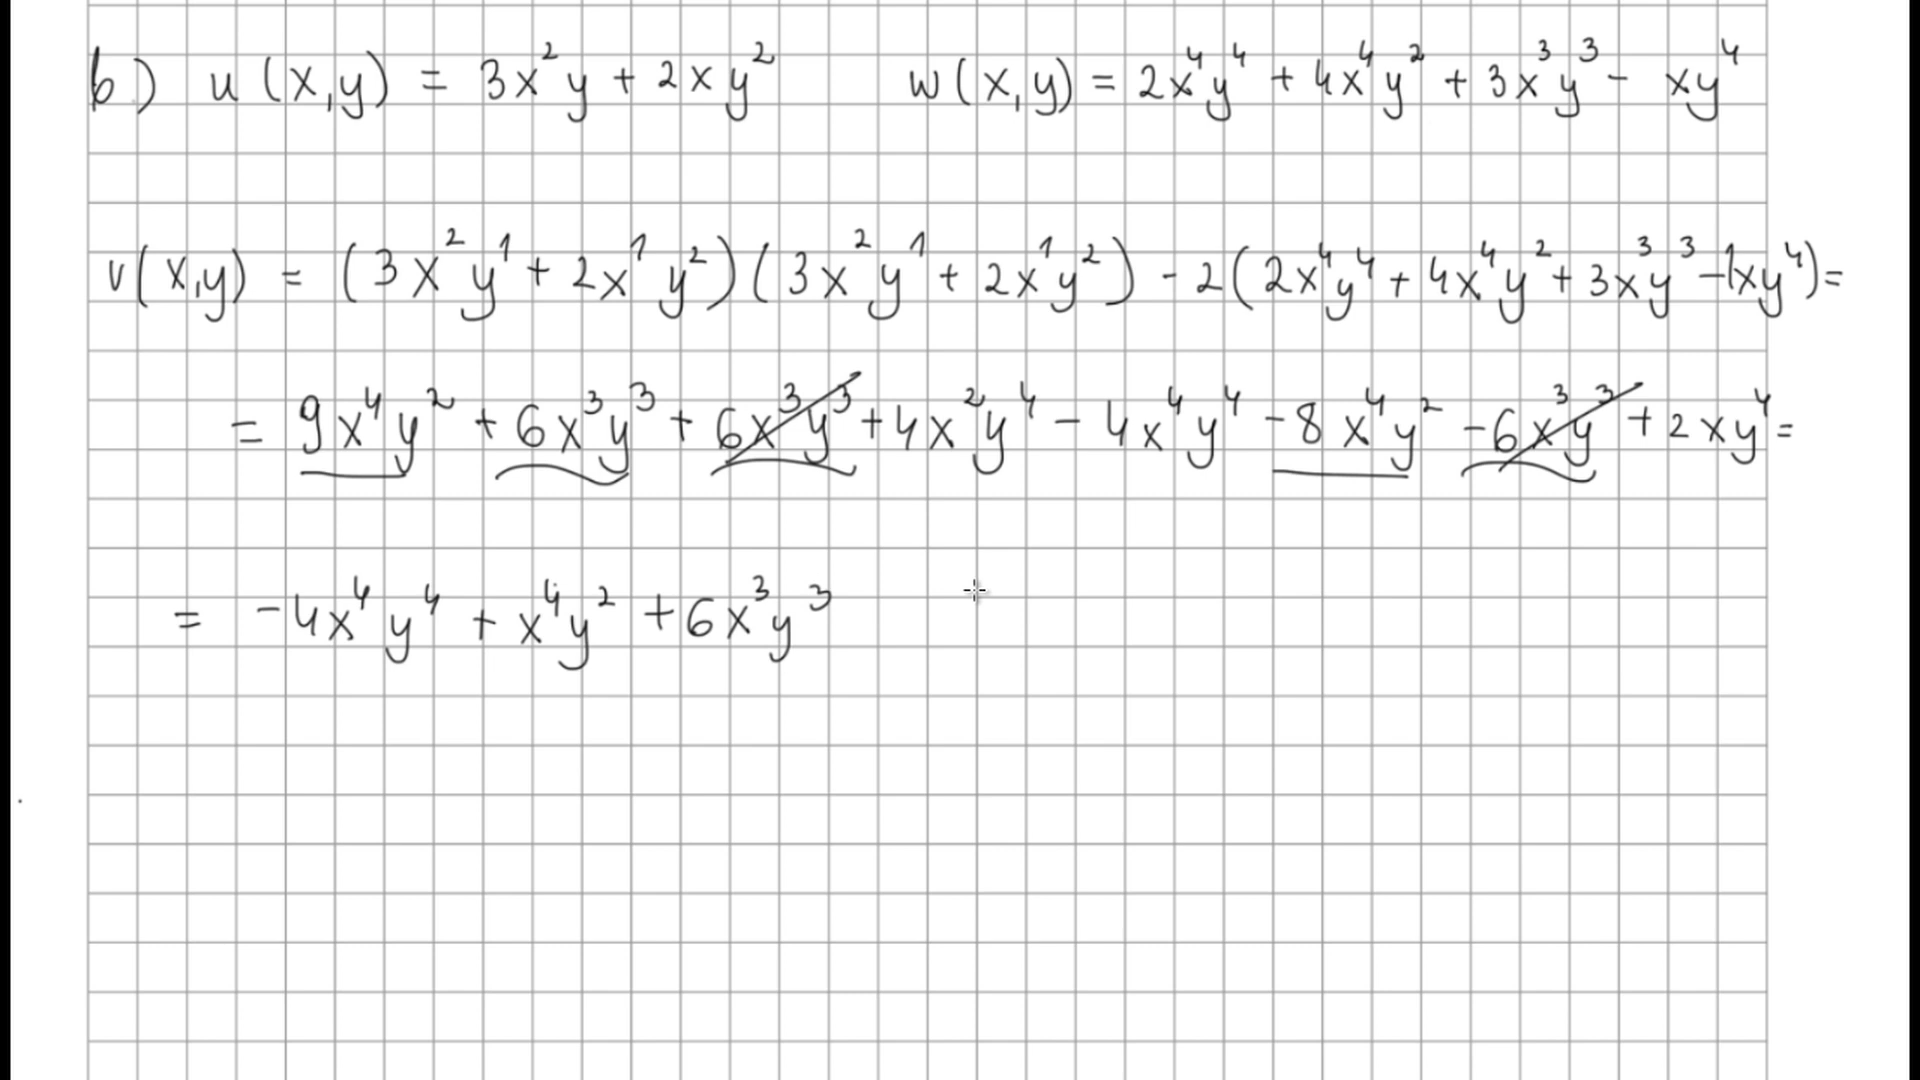 b) u(x,y) = 3x²y + 2xy² w(x,y) = 2x⁴y⁴ + 4x⁴y² + 3x³y³ - xy⁴
v(x,y) = (3x²y¹ + 2x¹y²)(3x²y¹ + 2x¹y²) - 2(2x⁴y⁴ + 4x⁴y² + 3x³y³ - 1xy⁴) =
= 9x⁴y² + 6x³y³ + 6x³y³ + 4x²y⁴ - 4x⁴y⁴ - 8x⁴y² - 6x³y³ + 2xy⁴ =
= -4x⁴y⁴ + x⁴y² + 6x³y³